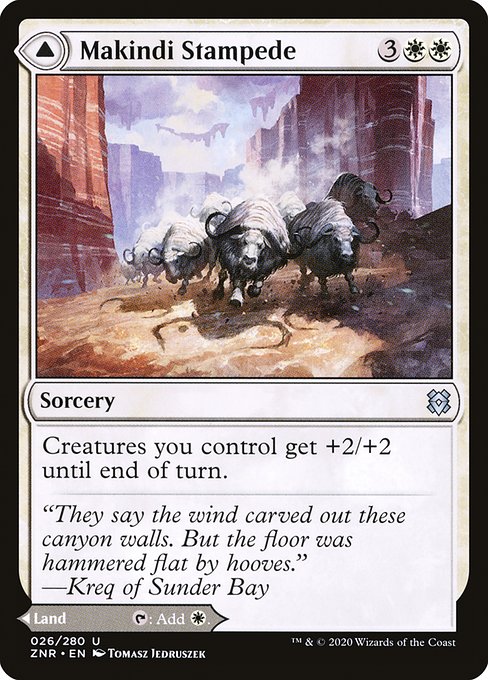 Makindi Stampede 3
Sorcery
Creatures you control get +2/+2
until end of turn.
“They say the wind carved out these
canyon walls. But the floor was
hammered flat by hooves.”
—Kreq of Sunder Bay
Land : Add .
026/280 U
ZNR • EN Tomasz Jedruszek
™ & © 2020 Wizards of the Coast